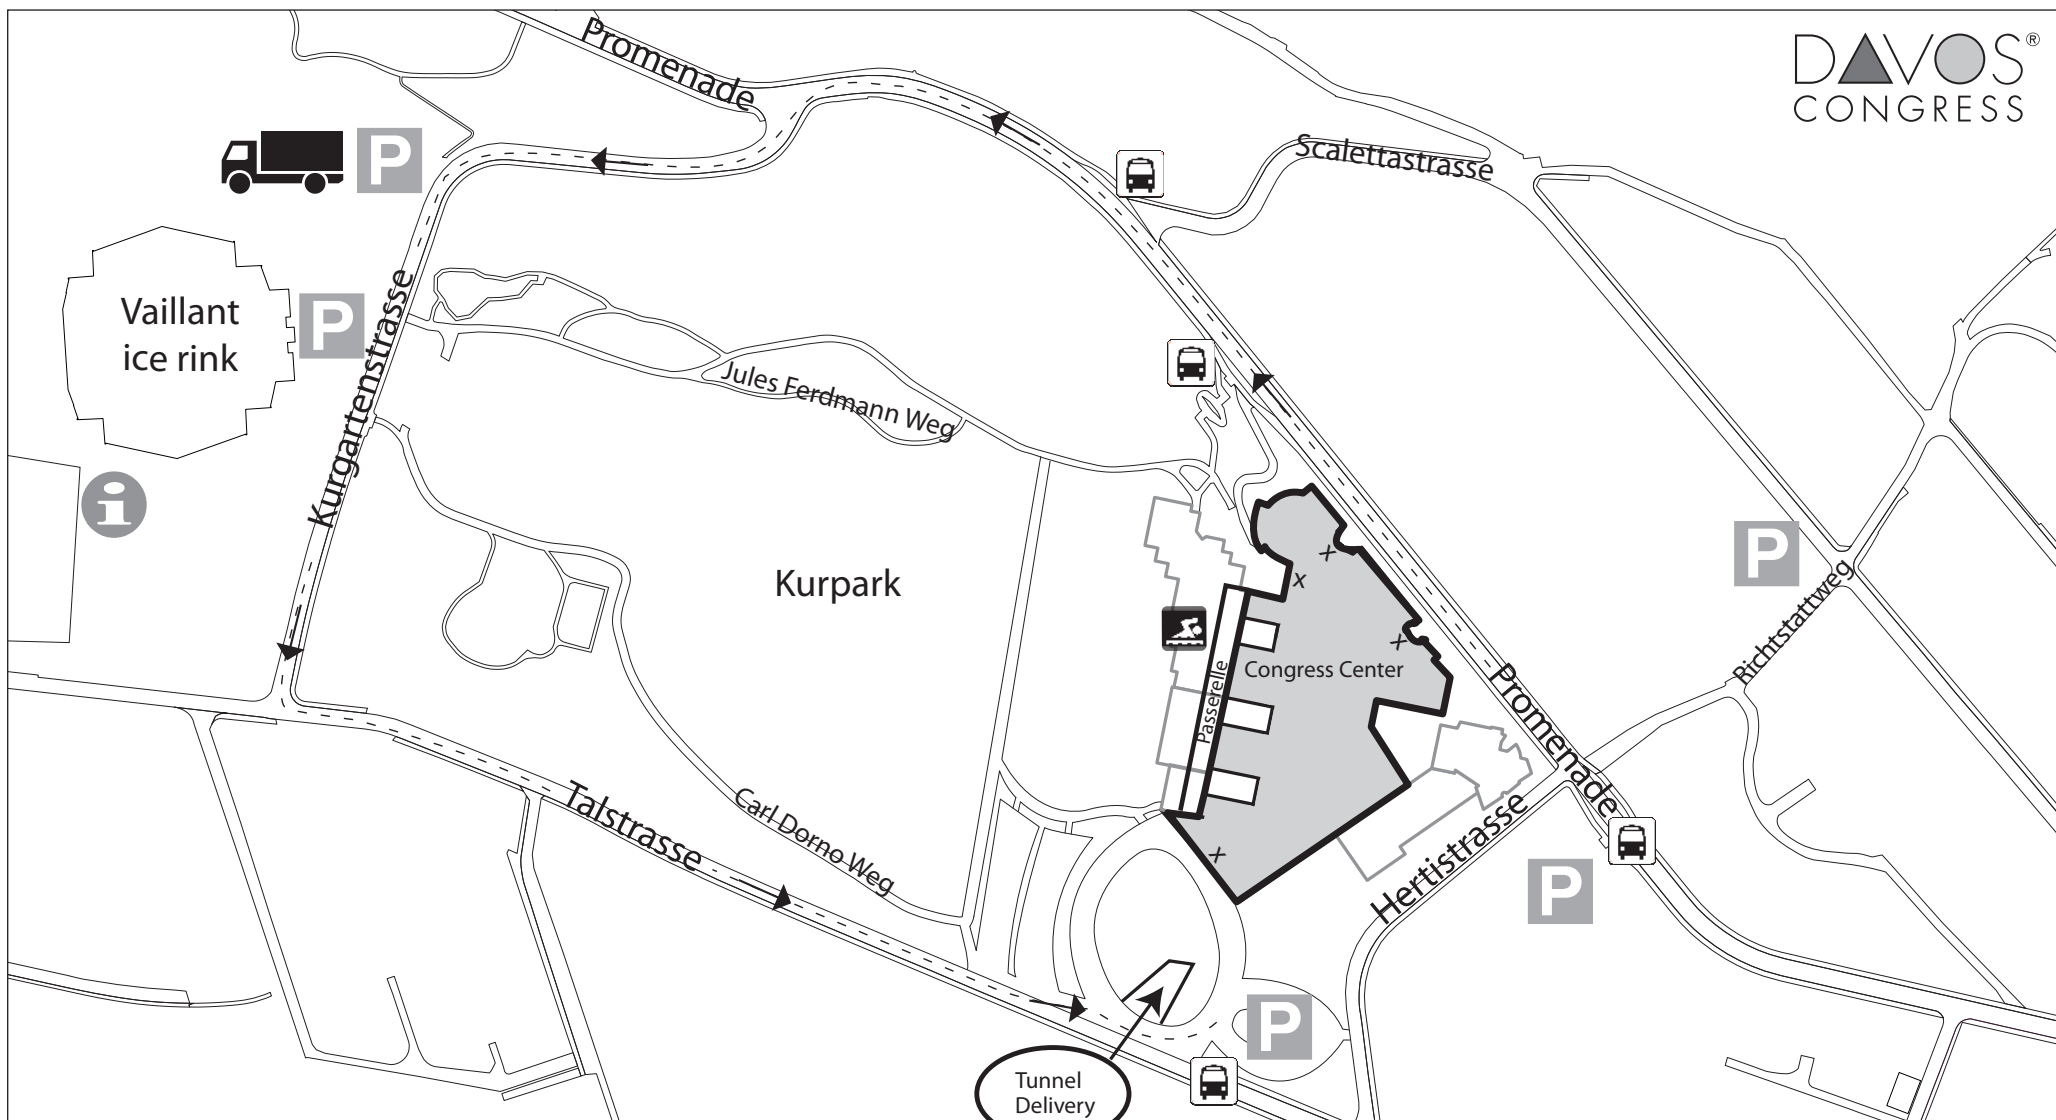 Promenade
DAVOS®
CONGRESS
Scalettastrasse
P
Vaillant
ice rink
P
Kurgartenstrasse
Jules Ferdmann Weg
i
Kurpark
P
Richtstattweg
x
x
x
Congress Center
Passerelle
Promenade
Talstrasse
Carl Dorno Weg
x
Hertistrasse
P
P
Tunnel
Delivery